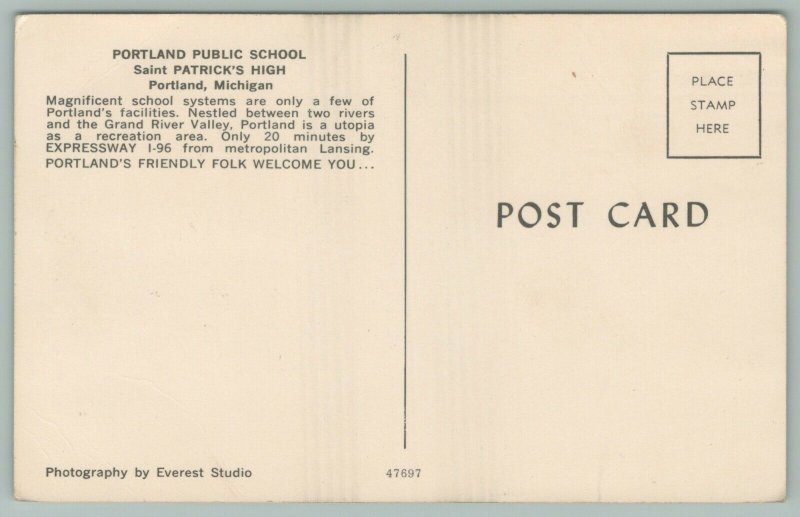 PORTLAND PUBLIC SCHOOL
Saint PATRICK'S HIGH
Portland, Michigan
Magnificent school systems are only a few of
Portland's facilities. Nestled between two rivers
and the Grand River Valley, Portland is a utopia
as a recreation area. Only 20 minutes by
EXPRESSWAY I-96 from metropolitan Lansing.
PORTLAND'S FRIENDLY FOLK WELCOME YOU...
Photography by Everest Studio
47697
PLACE
STAMP
HERE
POST CARD